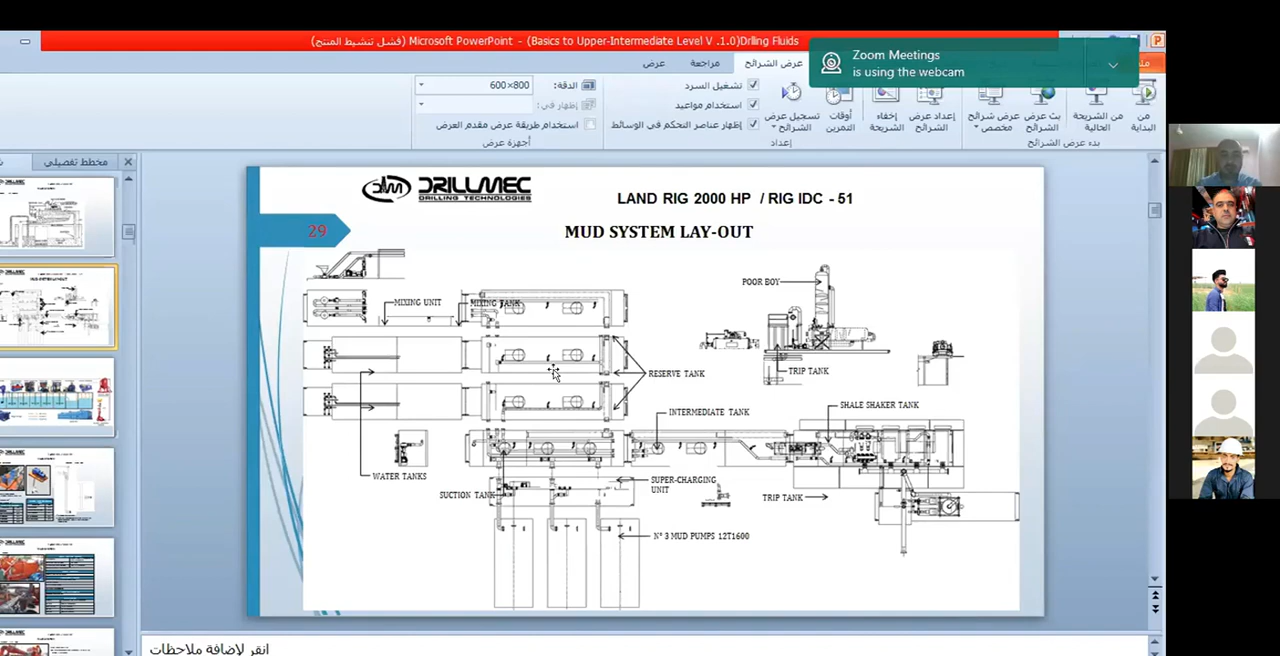 (فشل تنشيط المنتج) Microsoft PowerPoint - (Basics to Upper-Intermediate Level V .1.0)Drilling Fluids
Zoom Meetings
is using the webcam
عرض الشرائح
مراجعة
عرض
من البداية
من الشريحة الحالية
بث عرض الشرائح
عرض شرائح مخصص
إعداد عرض الشرائح
إخفاء الشريحة
أوقات التمرين
تسجيل عرض الشرائح
تشغيل السرد
استخدام مواعيد
إظهار عناصر التحكم في الوسائط
الدقة:
600×800
إظهار في:
استخدام طريقة عرض مقدم العرض
بدء عرض الشرائح
إعداد
أجهزة عرض
مخطط تفصيلي
DRILLMEC
DRILLING TECHNOLOGIES
LAND RIG 2000 HP / RIG IDC - 51
29
MUD SYSTEM LAY-OUT
POOR BOY
MIXING UNIT
MIXING TANK
TRIP TANK
RESERVE TANK
SHALE SHAKER TANK
INTERMEDIATE TANK
WATER TANKS
SUPER-CHARGING
UNIT
SUCTION TANK
TRIP TANK
N° 3 MUD PUMPS 12T1600
انقر لإضافة ملاحظات